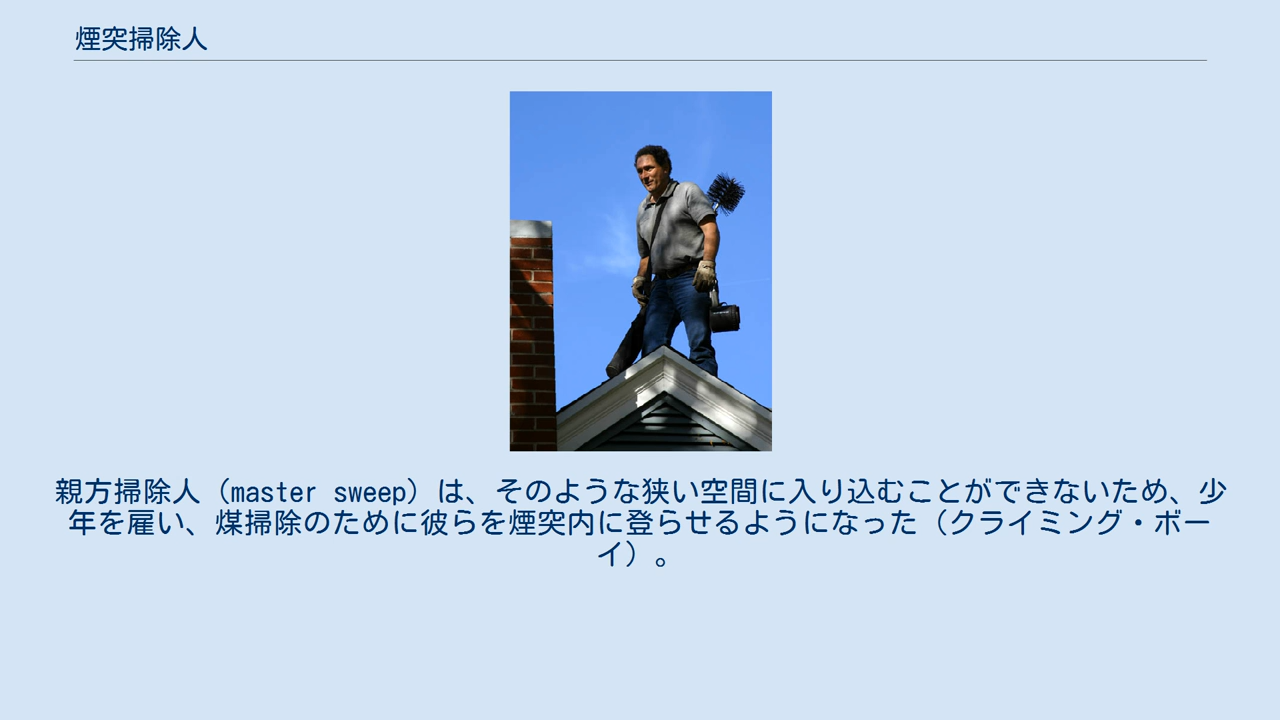 煙突掃除人
親方掃除人（master sweep）は、そのような狭い空間に入り込むことができないため、少
年を雇い、煤掃除のために彼らを煙突内に登らせるようになった（クライミング・ボー
イ）。